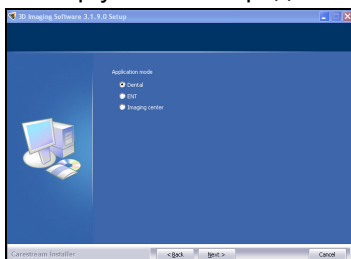 3D Imaging Software 3.1.9.0 Setup
Application mode
Dental
ENT
Imaging center
Carestream Installer
< Back
Next >
Cancel